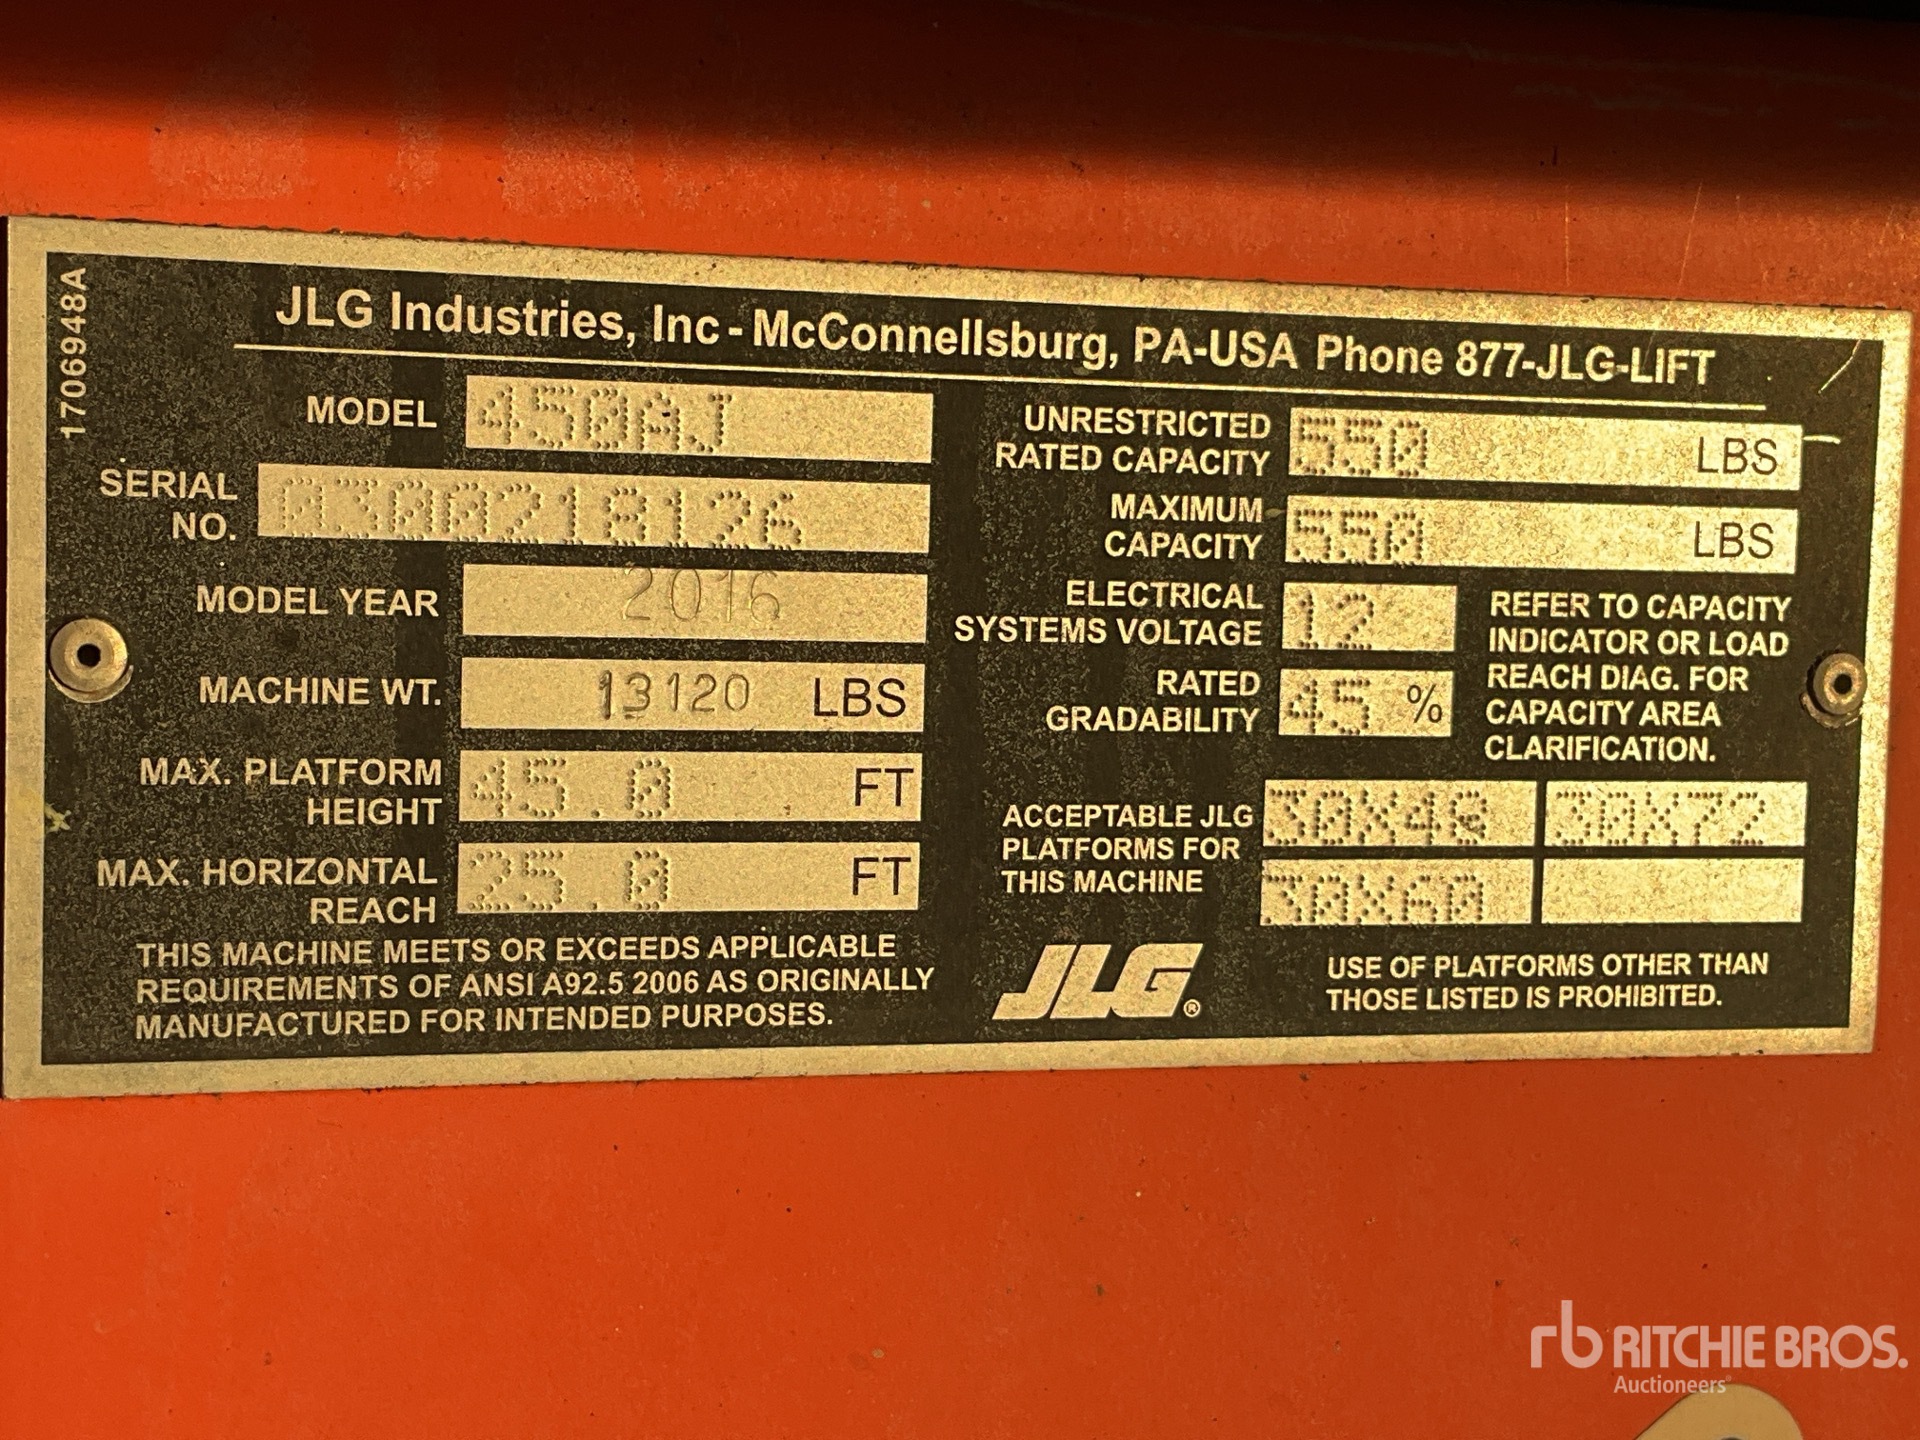 1706948A
JLG Industries, Inc - McConnellsburg, PA-USA Phone 877-JLG-LIFT
MODEL 450AJ
SERIAL NO. 0300218126
MODEL YEAR 2016
MACHINE WT. 13120 LBS
MAX. PLATFORM HEIGHT 45.0 FT
MAX. HORIZONTAL REACH 25.0 FT
THIS MACHINE MEETS OR EXCEEDS APPLICABLE
REQUIREMENTS OF ANSI A92.5 2006 AS ORIGINALLY
MANUFACTURED FOR INTENDED PURPOSES.
UNRESTRICTED RATED CAPACITY 550 LBS
MAXIMUM CAPACITY 550 LBS
ELECTRICAL SYSTEMS VOLTAGE 12
RATED GRADABILITY 45 %
REFER TO CAPACITY
INDICATOR OR LOAD
REACH DIAG. FOR
CAPACITY AREA
CLARIFICATION.
ACCEPTABLE JLG
PLATFORMS FOR
THIS MACHINE
30X48 30X72
30X60
JLG®
USE OF PLATFORMS OTHER THAN
THOSE LISTED IS PROHIBITED.
rb RITCHIE BROS.
Auctioneers